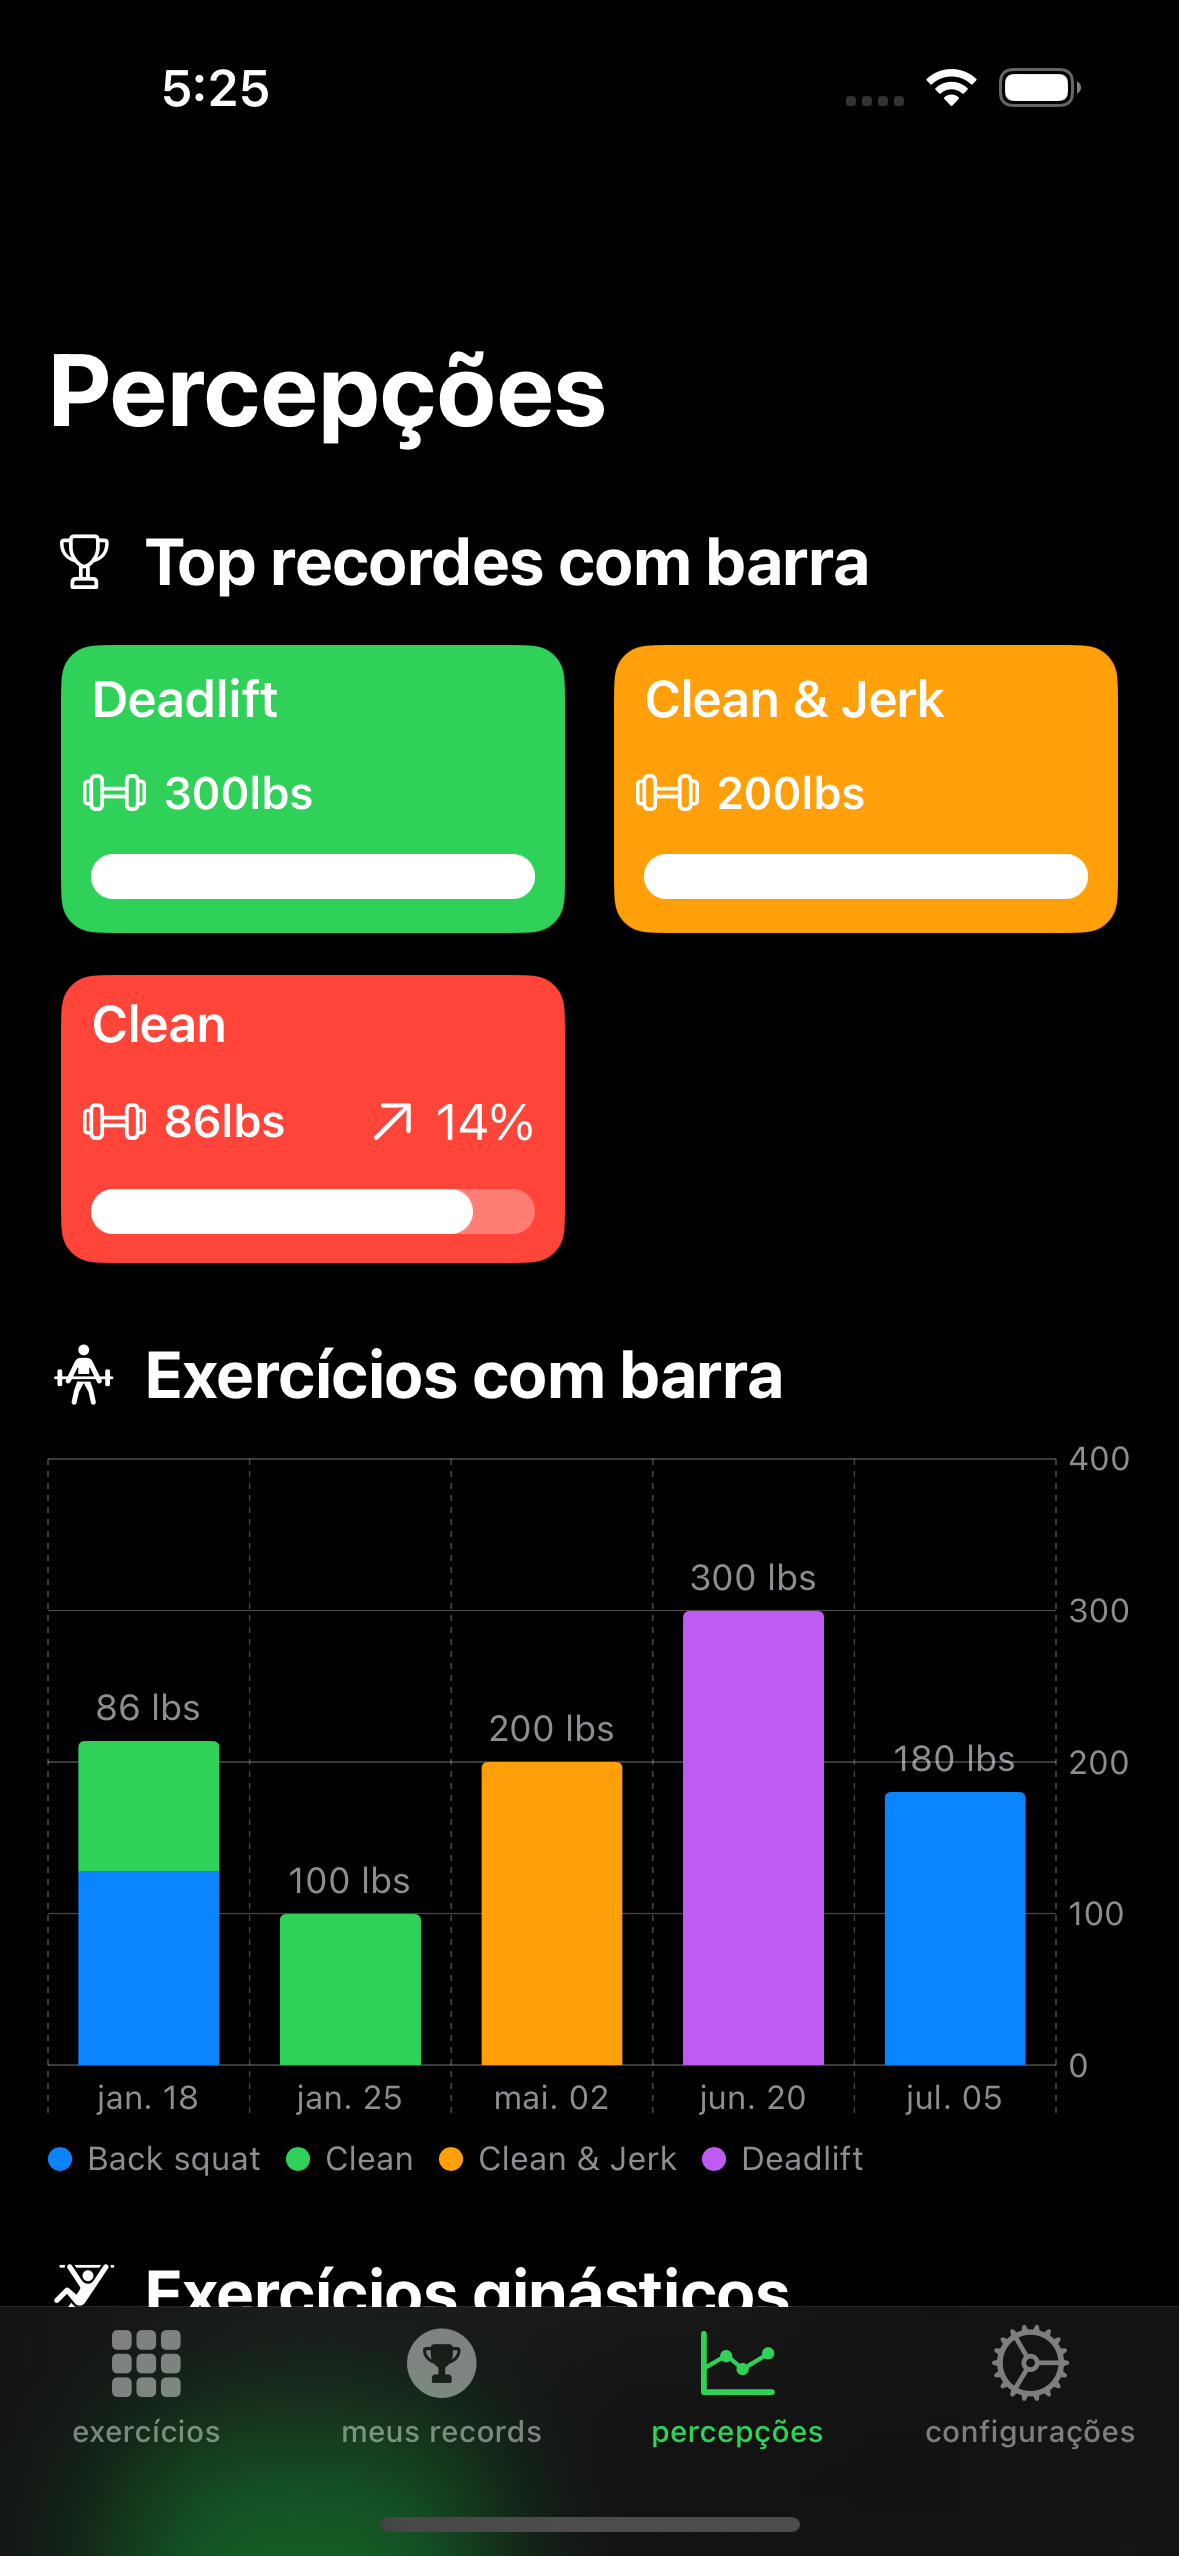 5:25
Percepções
Top recordes com barra
Deadlift
300lbs
Clean & Jerk
200lbs
Clean
86lbs 14%
Exercícios com barra
400
300 lbs
300
86 lbs
200 lbs
180 lbs
200
100 lbs
100
0
jan. 18 jan. 25 mai. 02 jun. 20 jul. 05
Back squat Clean Clean & Jerk Deadlift
Exercícios ginásticos
exercícios meus records percepções configurações